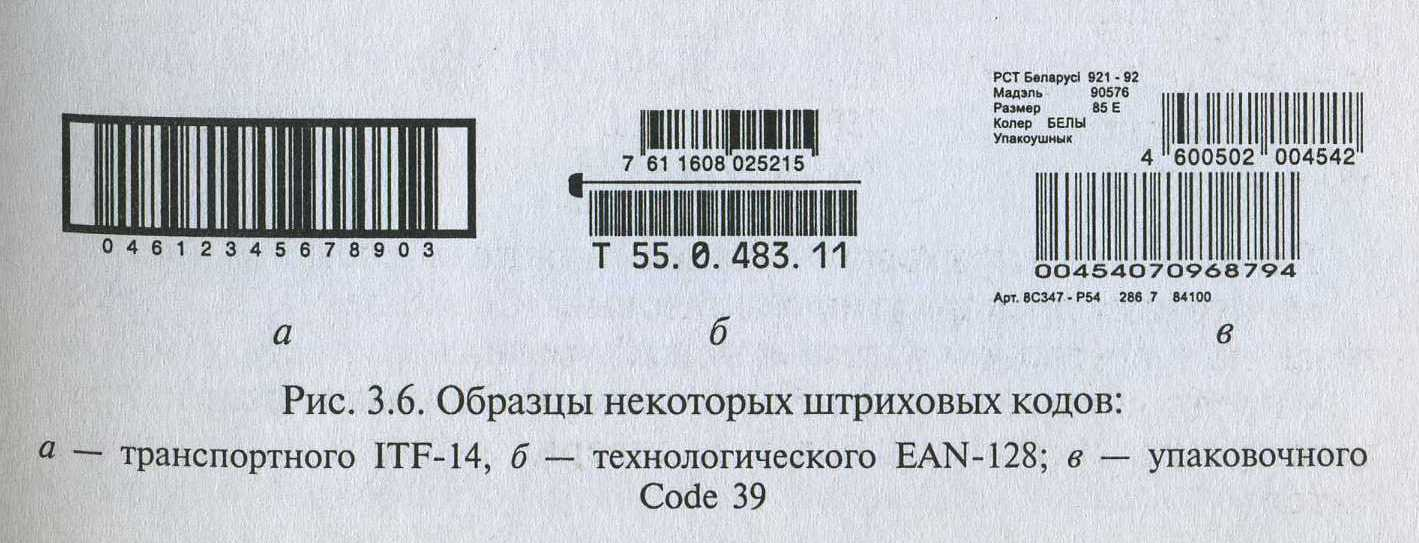 0 4 6 1 2 3 4 5 6 7 8 9 0 3
а
7 61 1608 025215
Т 55. 0. 483. 11
б
РСТ Беларусі 921 - 92
Мадэль 90576
Размер 85 Е
Колер БЕЛЫ
Упакоушнык
4 600502 004542
00454070968794
Арт. 8С347 - Р54 286 7 84100
в
Рис. 3.6. Образцы некоторых штриховых кодов:
а — транспортного ITF-14, б — технологического EAN-128; в — упаковочного
Code 39